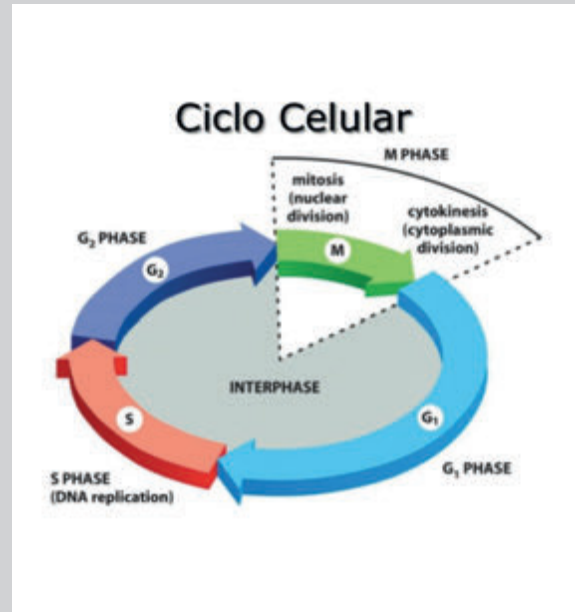 Ciclo Celular
M PHASE
mitosis
(nuclear
division)
cytokinesis
(cytoplasmic
division)
G₂ PHASE
M
G₂
INTERPHASE
S
G₁
G₁ PHASE
S PHASE
(DNA replication)